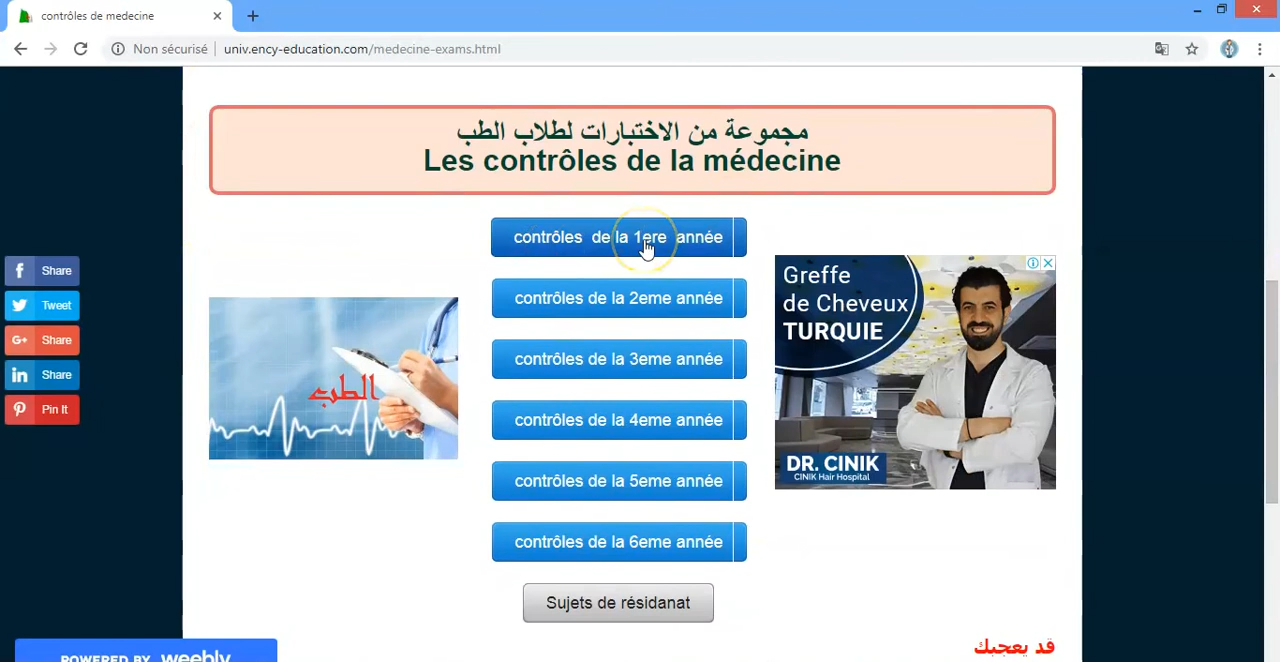 contrôles de medecine
Non sécurisé
univ.ency-education.com/medecine-exams.html
مجموعة من الاختبارات لطلاب الطب
Les contrôles de la médecine
contrôles de la 1ere année
contrôles de la 2eme année
contrôles de la 3eme année
contrôles de la 4eme année
contrôles de la 5eme année
contrôles de la 6eme année
Sujets de résidanat
Share
Tweet
Share
Share
Pin It
الطب
Greffe
de Cheveux
TURQUIE
DR. CINIK
CINIK Hair Hospital
قد يعجبك
POWERED BY weebly